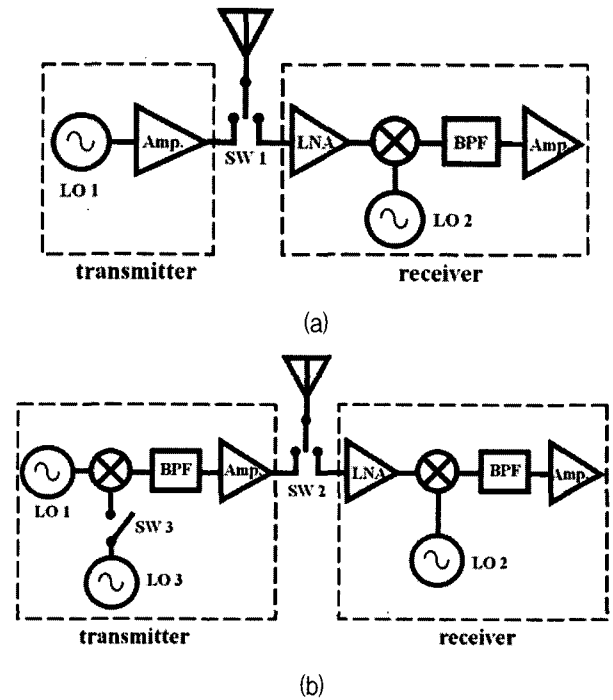 Amp.
LO 1
SW 1
LNA
BPF
Amp.
LO 2
transmitter
receiver
(a)
LO 1
BPF
Amp.
SW 3
LO 3
SW 2
LNA
BPF
Amp.
LO 2
transmitter
receiver
(b)